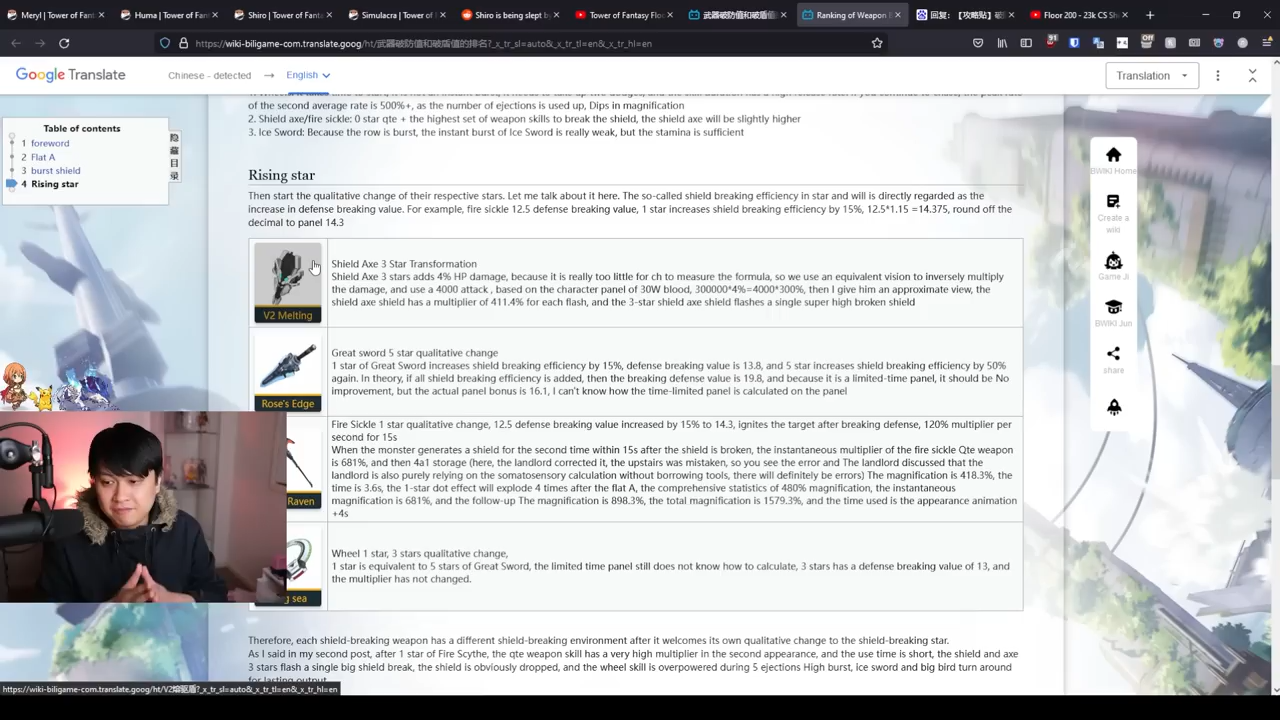 Meryl | Tower of Fant
Huma | Tower of Fanta
Shiro | Tower of Fanta
Simulacra | Tower of F
Shiro is being slept by
Tower of Fantasy Floo
武器破防值和破盾值
Ranking of Weapon
回复: 【攻略贴】破
Floor 200 - 23k CS Shi
https://wiki-biligame-com.translate.goog/ht/武器破防值和破盾值的排名?_x_tr_sl=auto&_x_tr_tl=en&_x_tr_hl=en
Google Translate
Chinese - detected
English
Translation
of the second average rate is 500%+, as the number of ejections is used up, Dips in magnification
2. Shield axe/fire sickle: 0 star qte + the highest set of weapon skills to break the shield, the shield axe will be slightly higher
3. Ice Sword: Because the row is burst, the instant burst of Ice Sword is really weak, but the stamina is sufficient
Table of contents
1 foreword
2 Flat A
3 burst shield
4 Rising star
隐
藏
目
录
Rising star
Then start the qualitative change of their respective stars. Let me talk about it here. The so-called shield breaking efficiency in star and will is directly regarded as the
increase in defense breaking value. For example, fire sickle 12.5 defense breaking value, 1 star increases shield breaking efficiency by 15%, 12.5*1.15 =14.375, round off the
decimal to panel 14.3
V2 Melting
Shield Axe 3 Star Transformation
Shield Axe 3 stars adds 4% HP damage, because it is really too little for ch to measure the formula, so we use an equivalent vision to inversely multiply
the damage, and use a 4000 attack , based on the character panel of 30W blood, 300000*4%=4000*300%, then I give him an approximate view, the
shield axe shield has a multiplier of 411.4% for each flash, and the 3-star shield axe shield flashes a single super high broken shield
Rose's Edge
Great sword 5 star qualitative change
1 star of Great Sword increases shield breaking efficiency by 15%, defense breaking value is 13.8, and 5 star increases shield breaking efficiency by 50%
again. In theory, if all shield breaking efficiency is added, then the breaking defense value is 19.8, and because it is a limited-time panel, it should be No
improvement, but the actual panel bonus is 16.1, I can't know how the time-limited panel is calculated on the panel
Raven
Fire Sickle 1 star qualitative change, 12.5 defense breaking value increased by 15% to 14.3, ignites the target after breaking defense, 120% multiplier per
second for 15s
When the monster generates a shield for the second time within 15s after the shield is broken, the instantaneous multiplier of the fire sickle Qte weapon
is 681%, and then 4a1 storage (here, the landlord corrected it, the upstairs was mistaken, so you see the error and The landlord discussed that the
landlord is also purely relying on the somatosensory calculation without borrowing tools, there will definitely be errors) The magnification is 418.3%, the
time is 3.6s, the 1-star dot effect will explode 4 times after the flat A, the comprehensive statistics of 480% magnification, the instantaneous
magnification is 681%, and the follow-up The magnification is 898.3%, the total magnification is 1579.3%, and the time used is the appearance animation
+4s
sea
Wheel 1 star, 3 stars qualitative change,
1 star is equivalent to 5 stars of Great Sword, the limited time panel still does not know how to calculate, 3 stars has a defense breaking value of 13, and
the multiplier has not changed.
Therefore, each shield-breaking weapon has a different shield-breaking environment after it welcomes its own qualitative change to the shield-breaking star.
As I said in my second post, after 1 star of Fire Scythe, the qte weapon skill has a very high multiplier in the second appearance, and the use time is short, the shield and axe
3 stars flash a single big shield break, the shield is obviously dropped, and the wheel skill is overpowered during 5 ejections High burst, ice sword and big bird turn around
for lasting output
BWIKI Home
Create a
wiki
Game Ji
BWIKI Jun
share
https://wiki-biligame-com.translate.goog/ht/V2熔驱盾?_x_tr_sl=auto&_x_tr_tl=en&_x_tr_hl=en